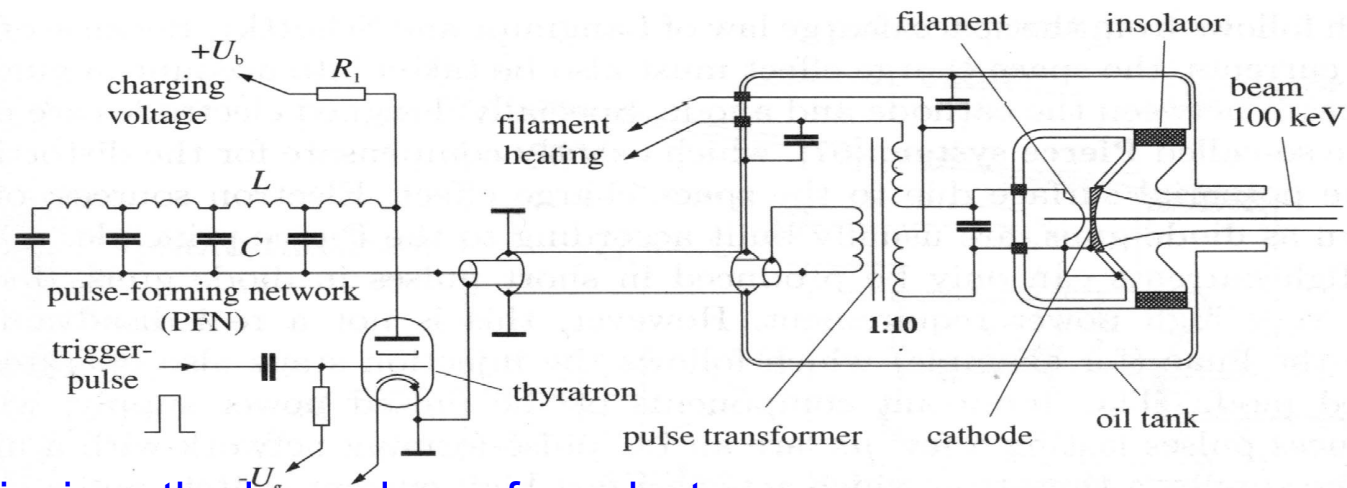 filament
insolator
+U_b
R_1
charging
voltage
filament
heating
beam
100 keV
L
C
pulse-forming network
(PFN)
1:10
trigger-
pulse
thyratron
pulse transformer
cathode
oil tank